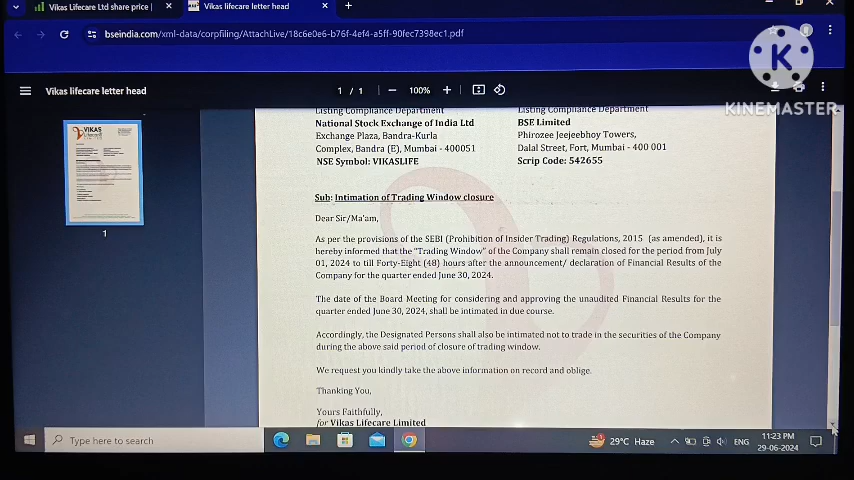 Vikas Lifecare Ltd share price |
Vikas lifecare letter head
bseindia.com/xml-data/corpfiling/AttachLive/18c6e0e6-b76f-4ef4-a5ff-90fec7398ec1.pdf
K
KINEMASTER
Vikas lifecare letter head
1 / 1
100%
VIKAS
1
Listing Compliance Department
National Stock Exchange of India Ltd
Exchange Plaza, Bandra-Kurla
Complex, Bandra (E), Mumbai - 400051
NSE Symbol: VIKASLIFE
Listing Compliance Department
BSE Limited
Phirozee Jeejeebhoy Towers,
Dalal Street, Fort, Mumbai - 400 001
Scrip Code: 542655
Sub: Intimation of Trading Window closure
Dear Sir/Ma'am,
As per the provisions of the SEBI (Prohibition of Insider Trading) Regulations, 2015 (as amended), it is
hereby informed that the "Trading Window" of the Company shall remain closed for the period from July
01, 2024 to till Forty-Eight (48) hours after the announcement/ declaration of Financial Results of the
Company for the quarter ended June 30, 2024.
The date of the Board Meeting for considering and approving the unaudited Financial Results for the
quarter ended June 30, 2024, shall be intimated in due course.
Accordingly, the Designated Persons shall also be intimated not to trade in the securities of the Company
during the above said period of closure of trading window.
We request you kindly take the above information on record and oblige.
Thanking You,
Yours Faithfully,
for Vikas Lifecare Limited
Type here to search
29°C Haze
ENG
11:23 PM
29-06-2024